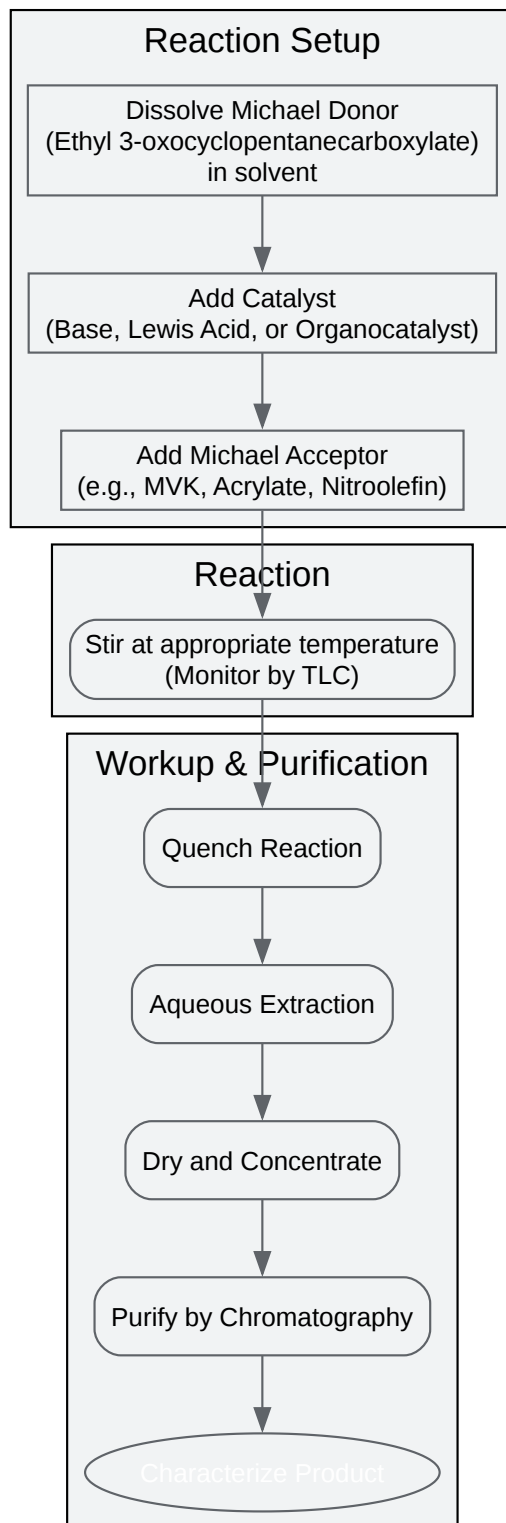 Reaction Setup
Dissolve Michael Donor
(Ethyl 3-oxocyclopentanecarboxylate)
in solvent
Add Catalyst
(Base, Lewis Acid, or Organocatalyst)
Add Michael Acceptor
(e.g., MVK, Acrylate, Nitroolefin)
Reaction
Stir at appropriate temperature
(Monitor by TLC)
Workup & Purification
Quench Reaction
Aqueous Extraction
Dry and Concentrate
Purify by Chromatography
Characterize Product